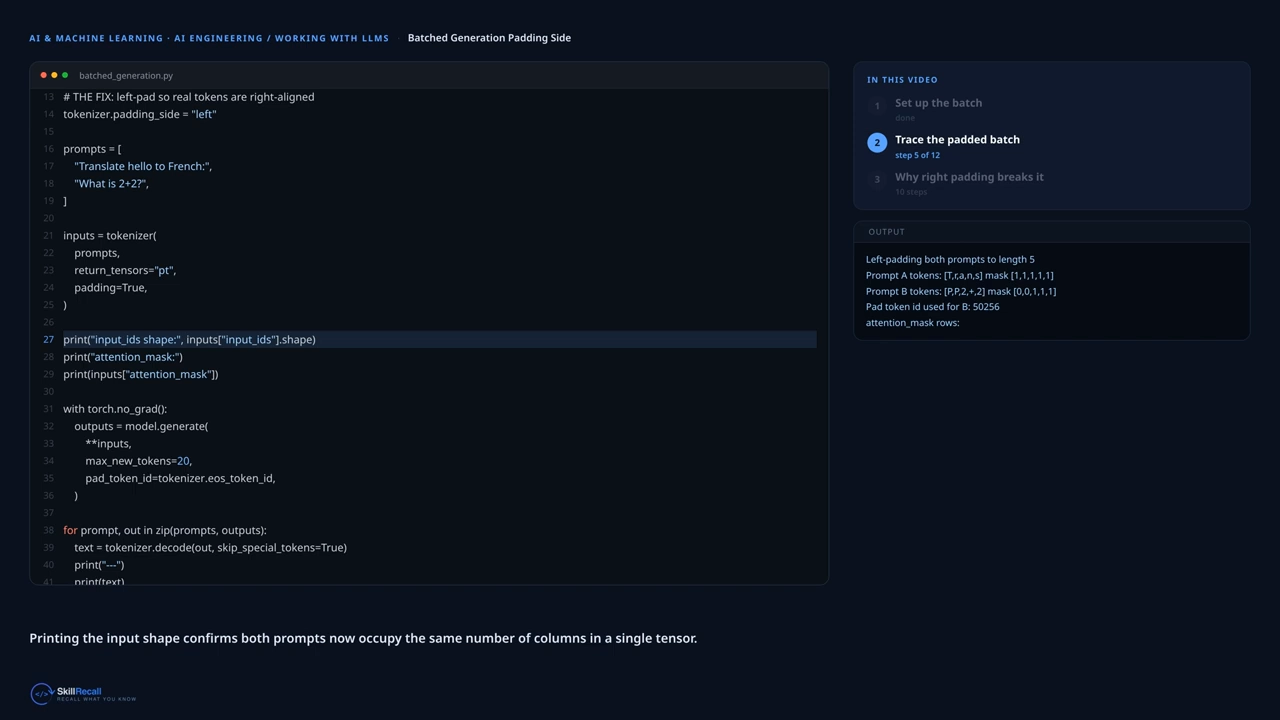 AI & MACHINE LEARNING · AI ENGINEERING / WORKING WITH LLMS · Batched Generation Padding Side
batched_generation.py
13 # THE FIX: left-pad so real tokens are right-aligned
14 tokenizer.padding_side = "left"
15
16 prompts = [
17     "Translate hello to French:",
18     "What is 2+2?",
19 ]
20
21 inputs = tokenizer(
22     prompts,
23     return_tensors="pt",
24     padding=True,
25 )
26
27 print("input_ids shape:", inputs["input_ids"].shape)
28 print("attention_mask:")
29 print(inputs["attention_mask"])
30
31 with torch.no_grad():
32     outputs = model.generate(
33         **inputs,
34         max_new_tokens=20,
35         pad_token_id=tokenizer.eos_token_id,
36     )
37
38 for prompt, out in zip(prompts, outputs):
39     text = tokenizer.decode(out, skip_special_tokens=True)
40     print("---")
41     print(text)
IN THIS VIDEO
1 Set up the batch
done
2 Trace the padded batch
step 5 of 12
3 Why right padding breaks it
10 steps
OUTPUT
Left-padding both prompts to length 5
Prompt A tokens: [T,r,a,n,s] mask [1,1,1,1,1]
Prompt B tokens: [P,P,2,+,2] mask [0,0,1,1,1]
Pad token id used for B: 50256
attention_mask rows:
Printing the input shape confirms both prompts now occupy the same number of columns in a single tensor.
</> SkillRecall
RECALL WHAT YOU KNOW